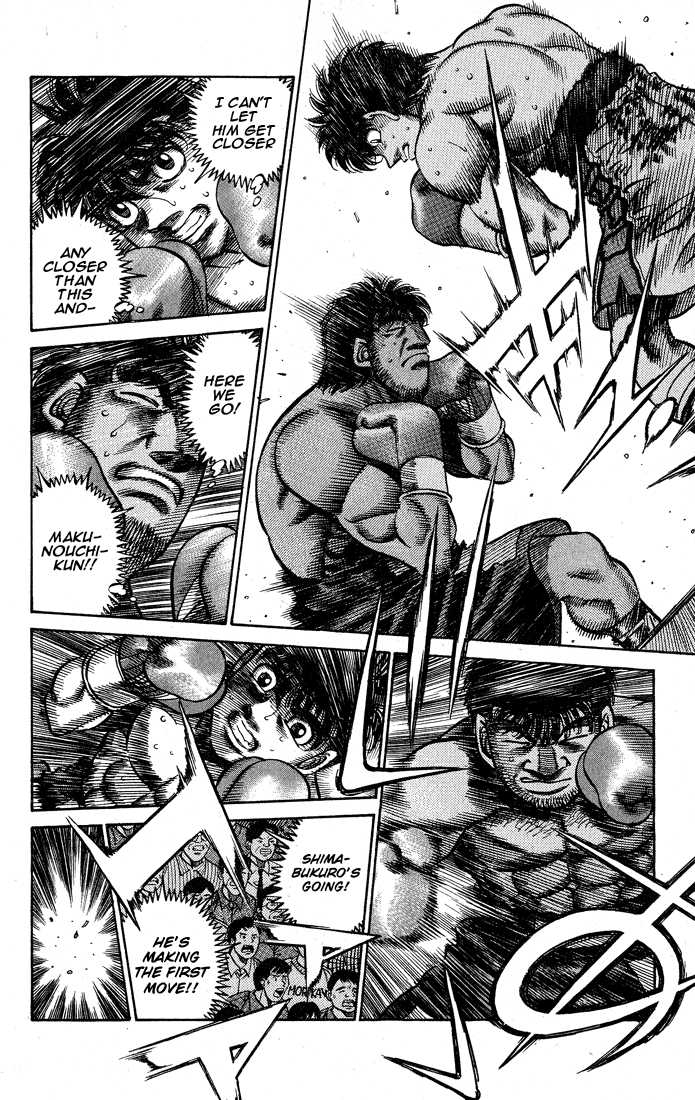 I CAN'T
LET
HIM GET
CLOSER
ANY
CLOSER
THAN
THIS
AND-
HERE
WE
GO!
MAKU-
NOUCHI-
KUN!!
SHIMA-
BUKURO'S
GOING!
HE'S
MAKING
THE FIRST
MOVE!!